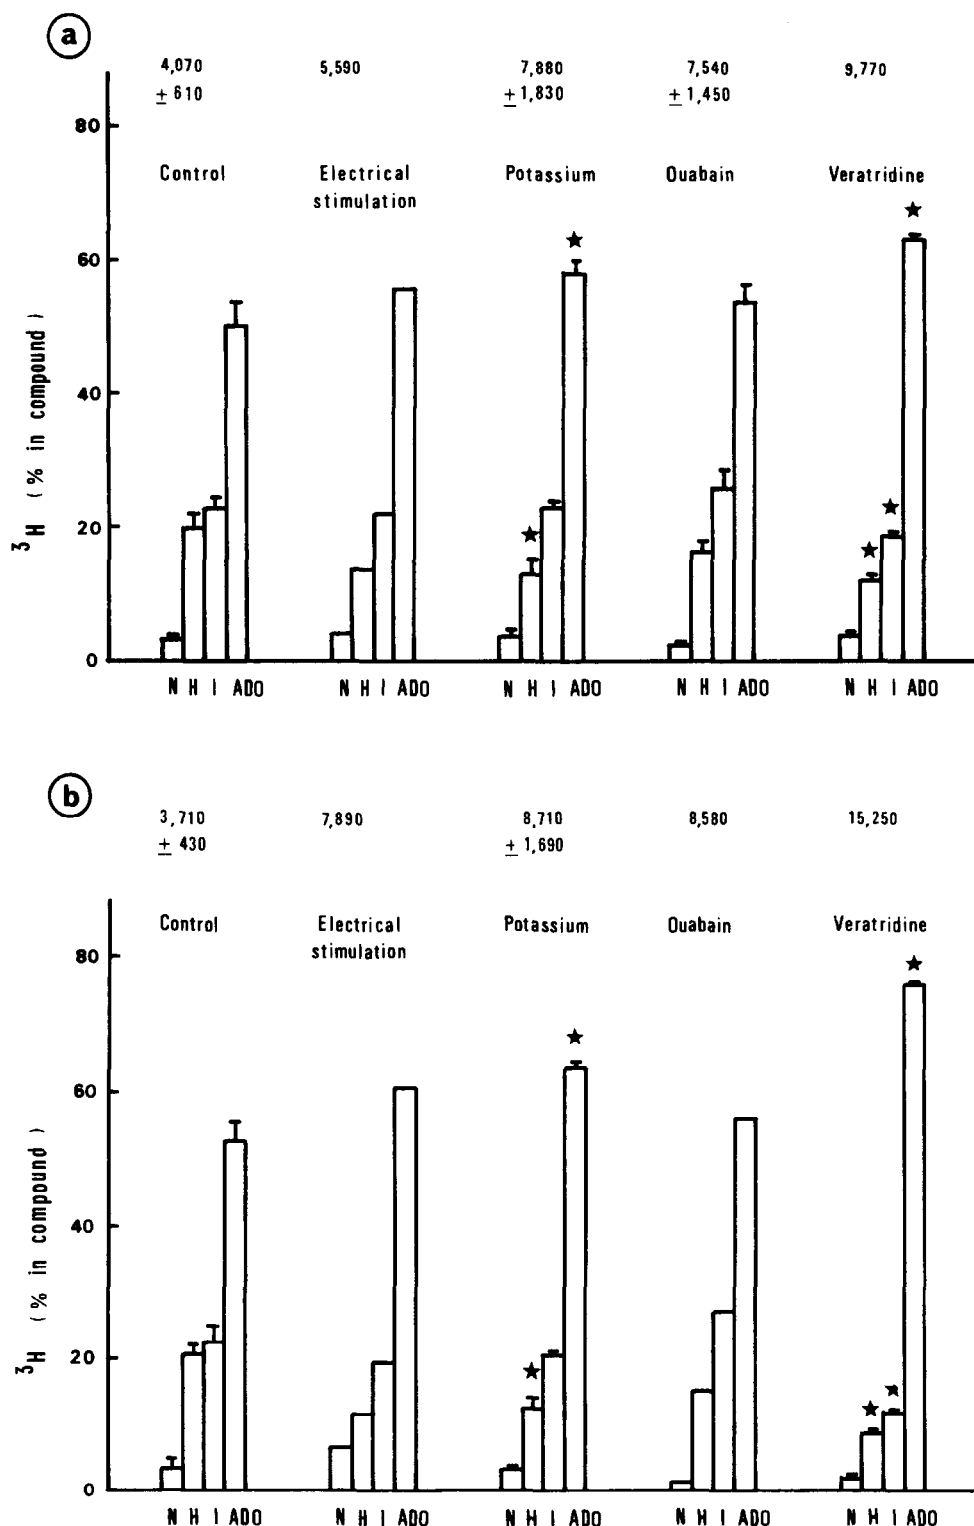 a
4,070 5,590 7,880 7,540 9,770
± 610 ± 1,830 ± 1,450
80
Control Electrical Potassium Ouabain Veratridine
stimulation
★
★
60
40
★
★
★
20
0
³H ( % in compound )
N H I ADO N H I ADO N H I ADO N H I ADO N H I ADO
b
3,710 7,890 8,710 8,580 15,250
± 430 ± 1,690
Control Electrical Potassium Ouabain Veratridine
stimulation
80
★
★
60
40
20
★
★
★
0
³H ( % in compound )
N H I ADO N H I ADO N H I ADO N H I ADO N H I ADO